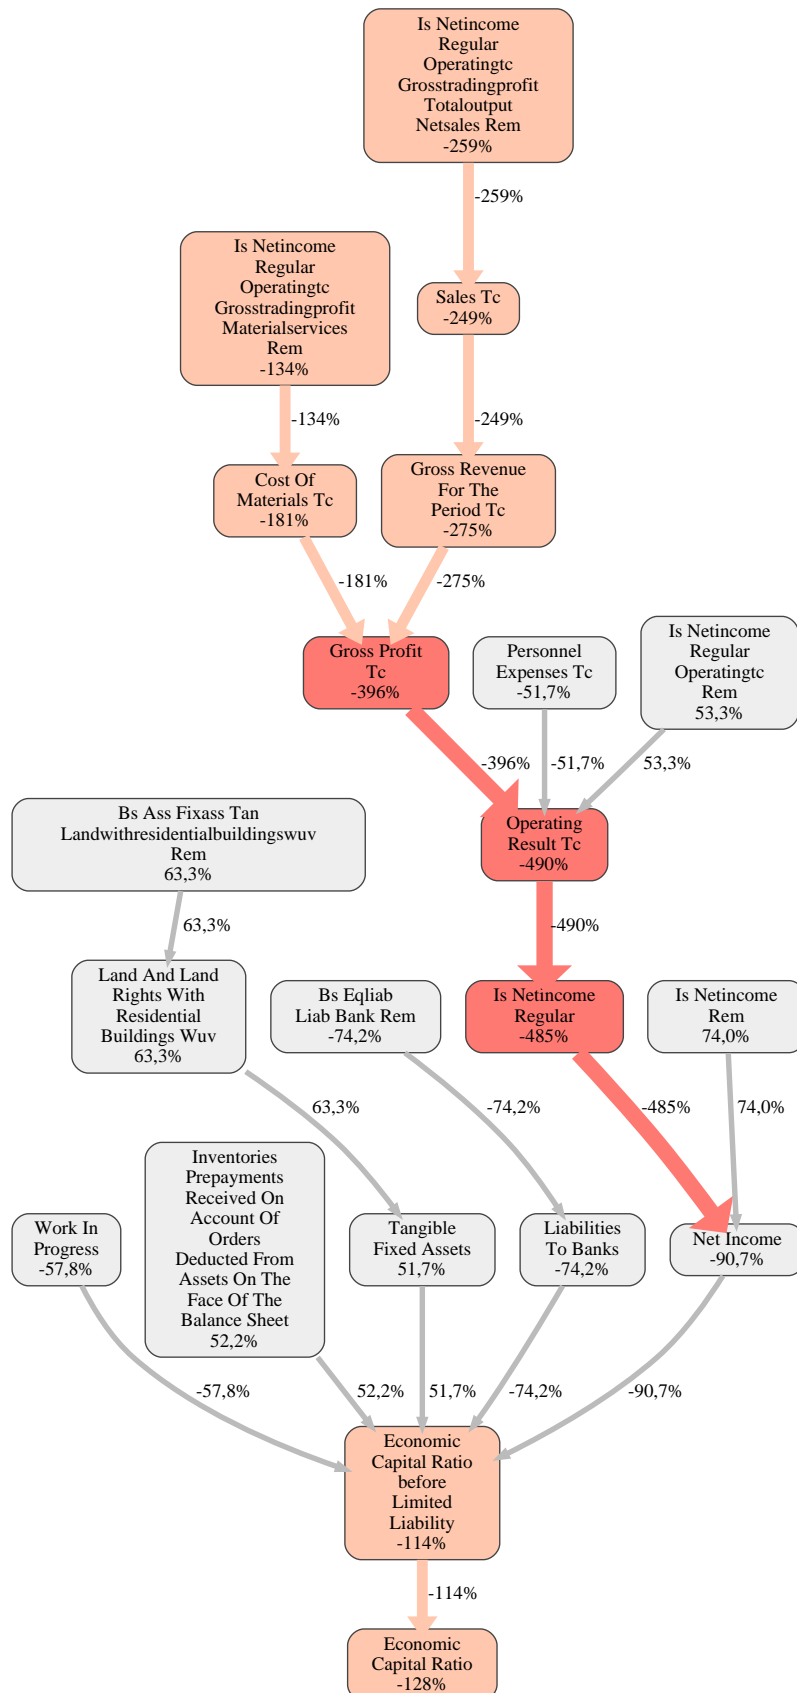 Is Netincome
Regular
Operatingtc
Grosstradingprofit
Totaloutput
Netsales Rem
-259%
-259%
Is Netincome
Regular
Operatingtc
Grosstradingprofit
Materialservices
Rem
-134%
Sales Tc
-249%
-134%
-249%
Cost Of
Materials Tc
-181%
Gross Revenue
For The
Period Tc
-275%
-181%
-275%
Gross Profit
Tc
-396%
Personnel
Expenses Tc
-51,7%
Is Netincome
Regular
Operatingtc
Rem
53,3%
-396%
-51,7%
53,3%
Bs Ass Fixass Tan
Landwithresidentialbuildingswuv
Rem
63,3%
Operating
Result Tc
-490%
63,3%
-490%
Land And Land
Rights With
Residential
Buildings Wuv
63,3%
Bs Eqliab
Liab Bank Rem
-74,2%
Is Netincome
Regular
-485%
Is Netincome
Rem
74,0%
63,3%
-74,2%
-485%
74,0%
Work In
Progress
-57,8%
Inventories
Prepayments
Received On
Account Of
Orders
Deducted From
Assets On The
Face Of The
Balance Sheet
52,2%
Tangible
Fixed Assets
51,7%
Liabilities
To Banks
-74,2%
Net Income
-90,7%
-57,8%
52,2%
51,7%
-74,2%
-90,7%
Economic
Capital Ratio
before
Limited
Liability
-114%
-114%
Economic
Capital Ratio
-128%